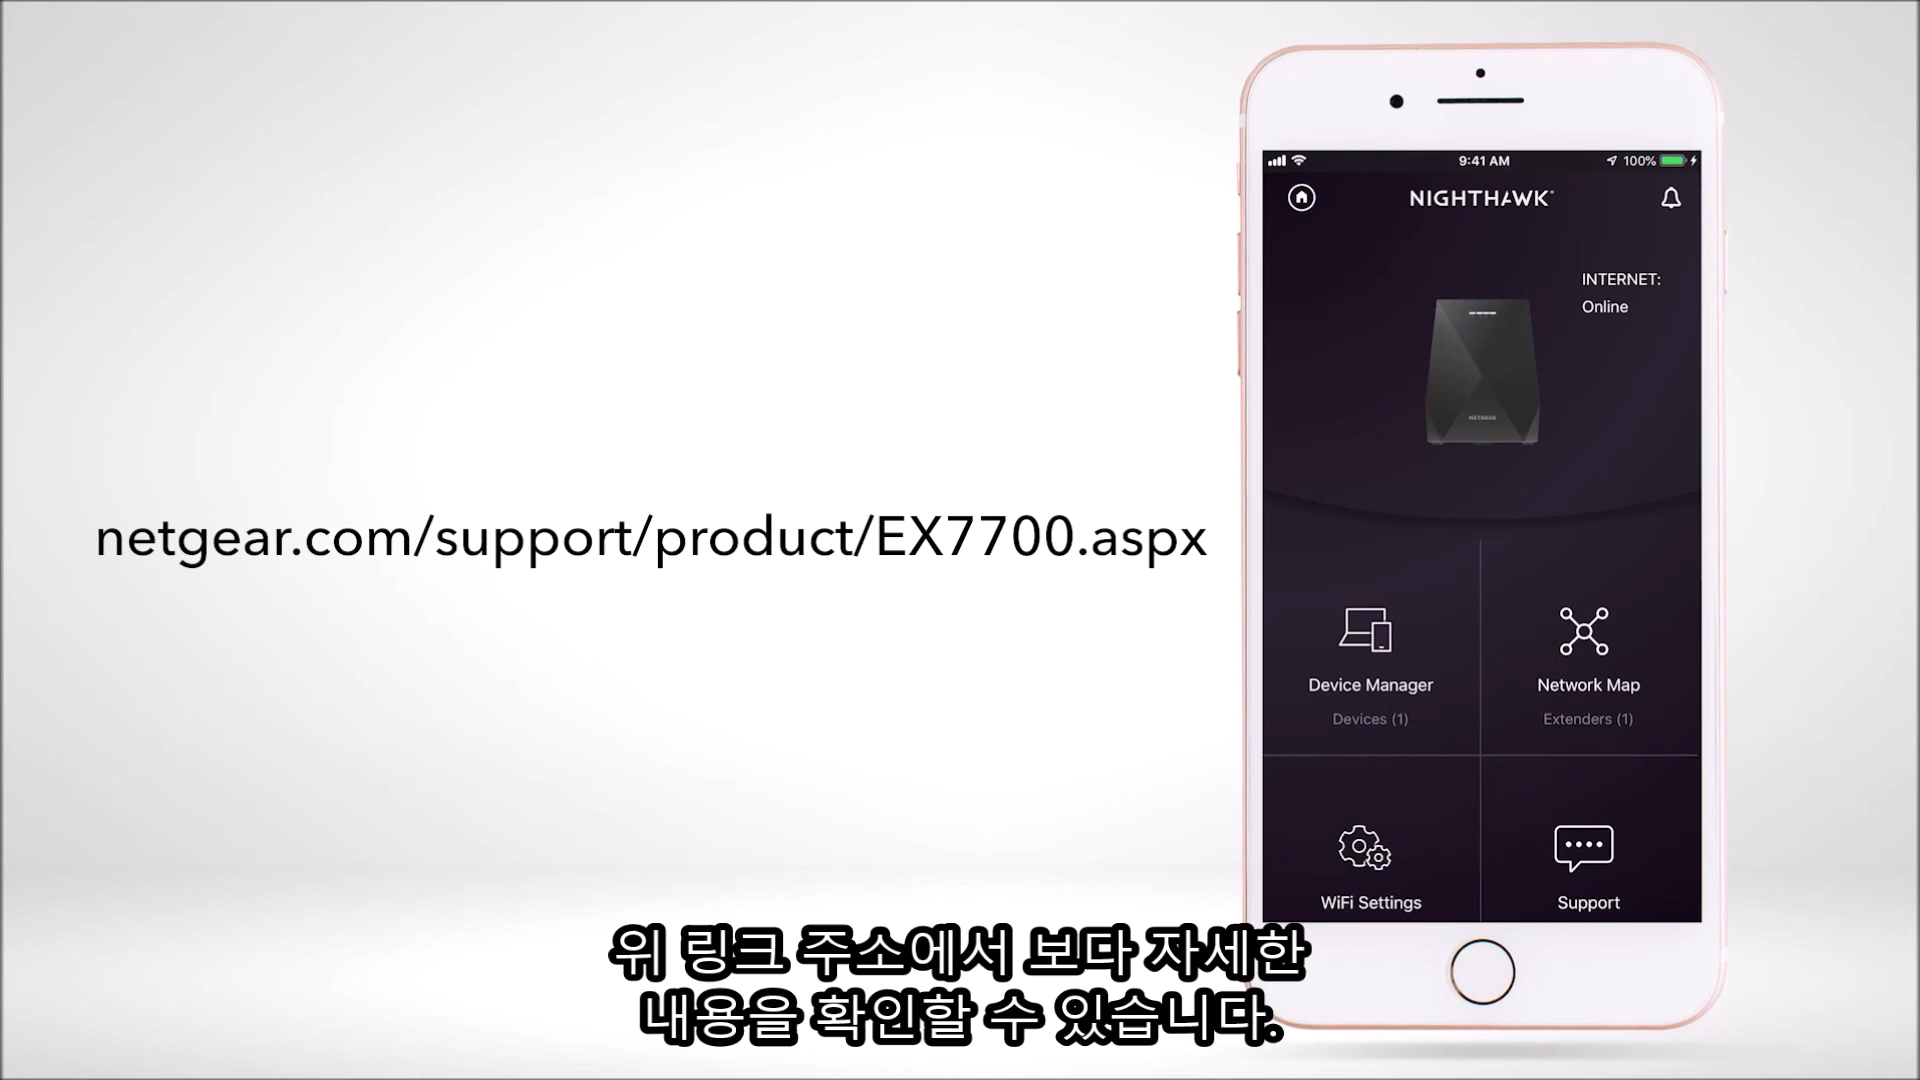 netgear.com/support/product/EX7700.aspx
9:41 AM
100%
NIGHTHAWK
INTERNET:
Online
NETGEAR
Device Manager
Devices (1)
Network Map
Extenders (1)
WiFi Settings
Support
위 링크 주소에서 보다 자세한
내용을 확인할 수 있습니다.